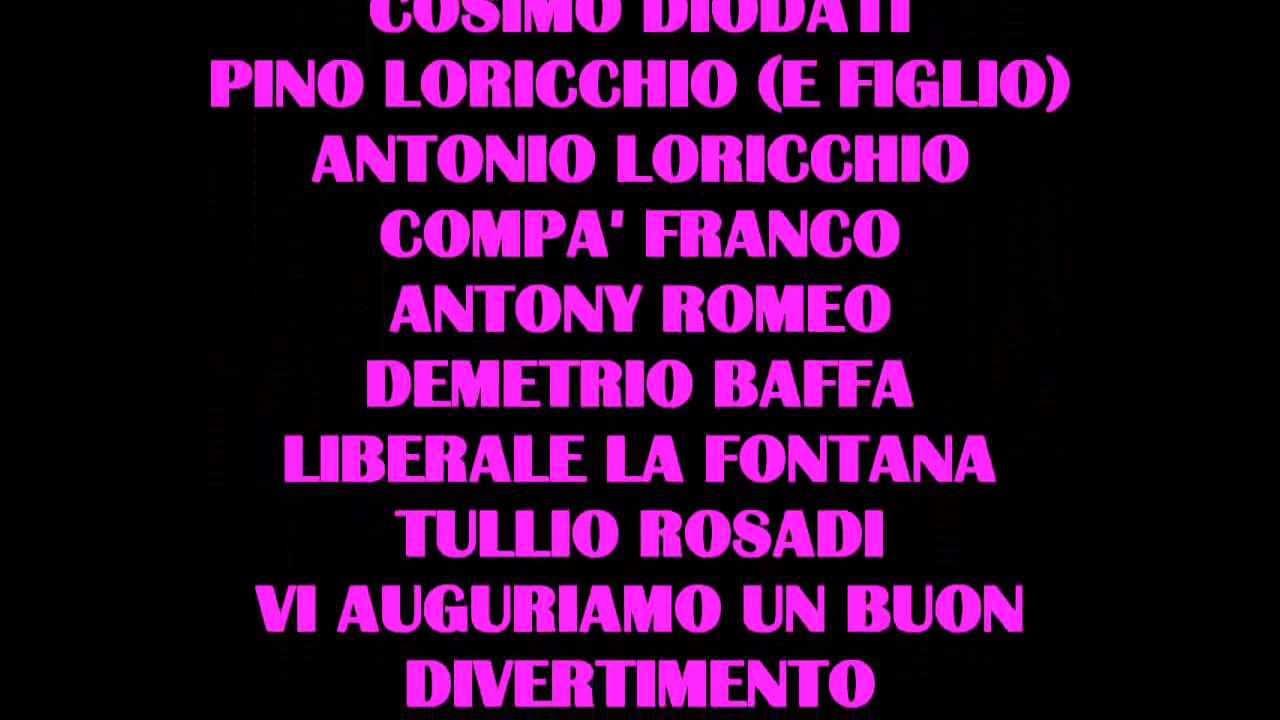 COSIMO DIODATI
PINO LORICCHIO (E FIGLIO)
ANTONIO LORICCHIO
COMPA' FRANCO
ANTONY ROMEO
DEMETRIO BAFFA
LIBERALE LA FONTANA
TULLIO ROSADI
VI AUGURIAMO UN BUON
DIVERTIMENTO